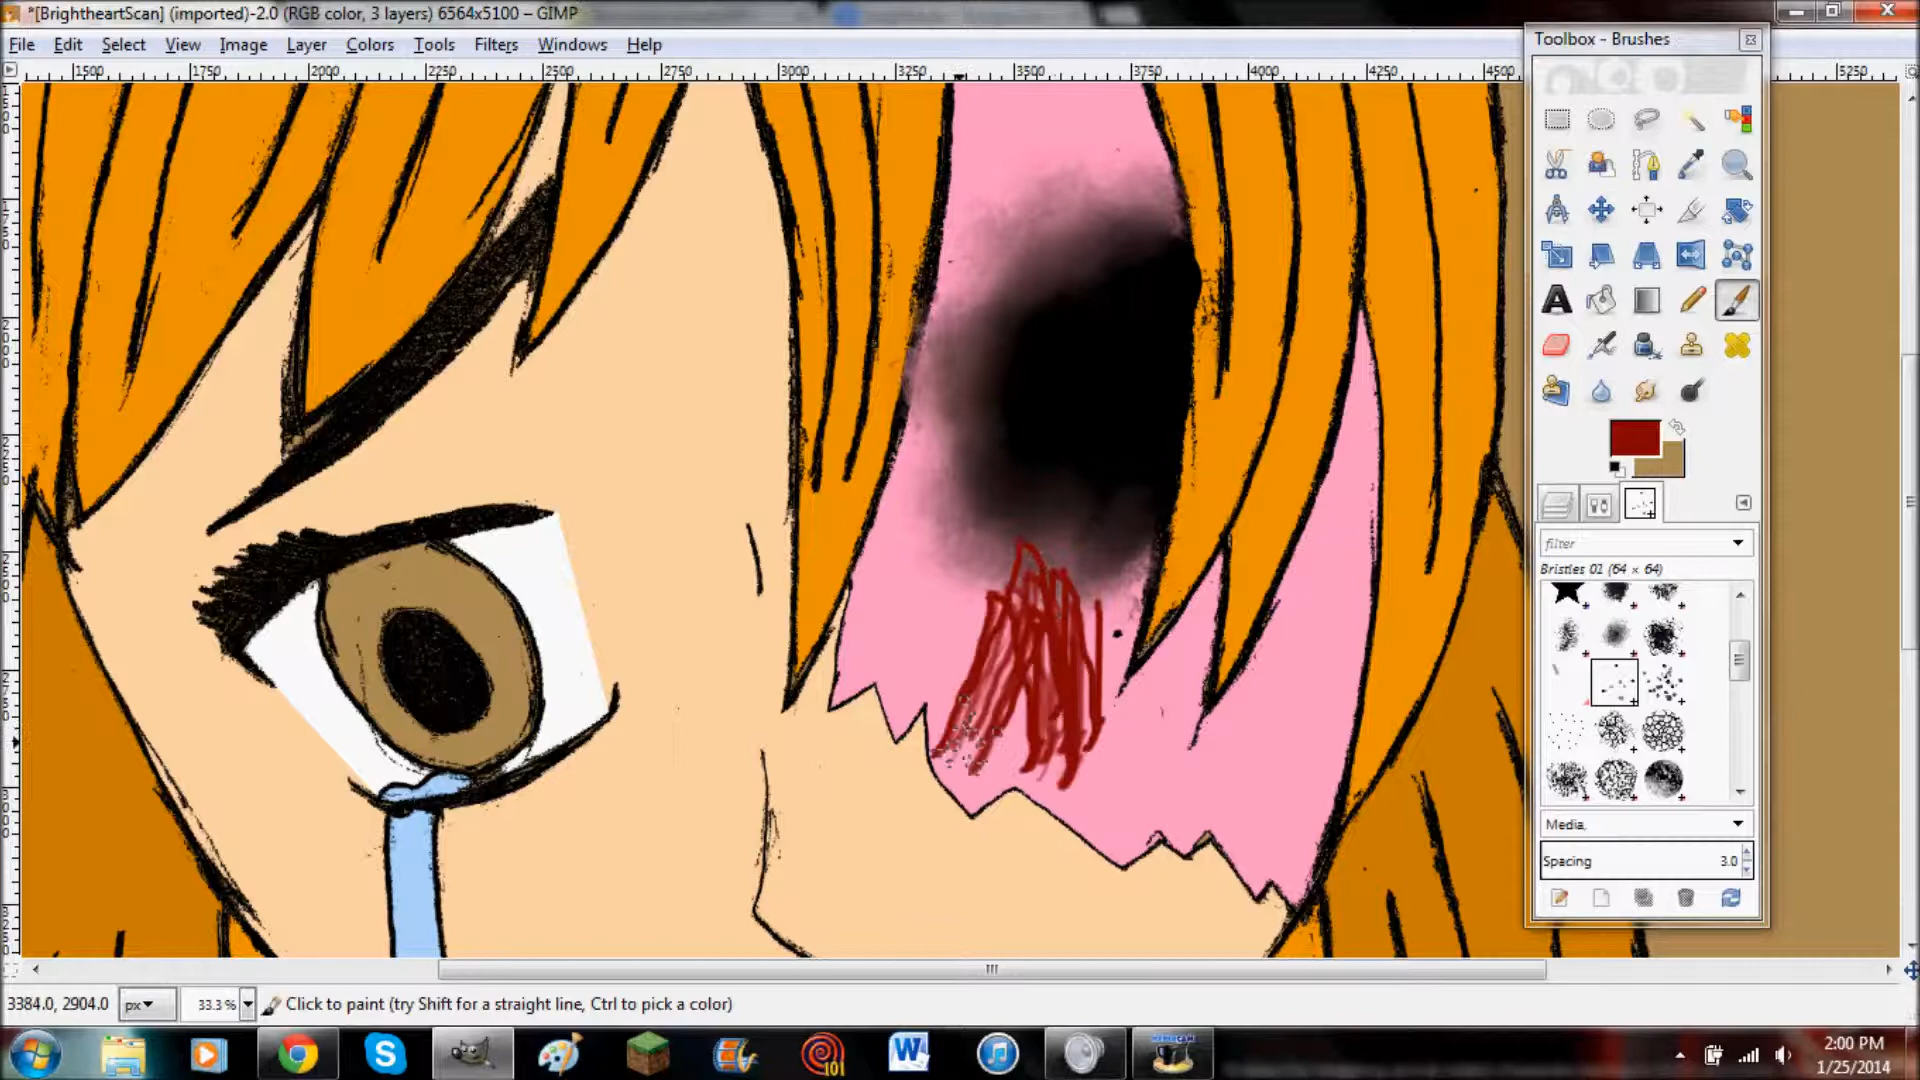 *[BrightheartScan] (imported)-2.0 (RGB color, 3 layers) 6564x5100 – GIMP
File Edit Select View Image Layer Colors Tools Filters Windows Help
1500 1750 2000 2250 2500 2750 3000 3250 3500 3750 4000 4250 4500 5250
Toolbox - Brushes
filter
Bristles 02 (64 × 64)
Media,
Spacing 3.0
3384.0, 2904.0 px 33.3 % Click to paint (try Shift for a straight line, Ctrl to pick a color)
101
2:00 PM
1/25/2014